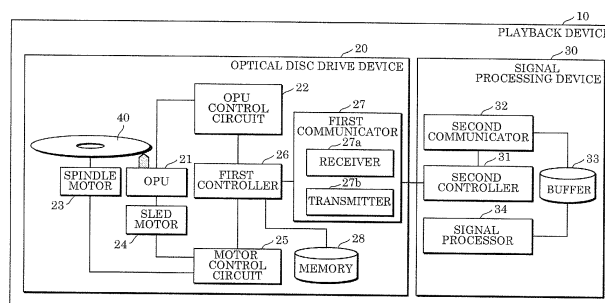 10
PLAYBACK DEVICE
20
OPTICAL DISC DRIVE DEVICE
30
SIGNAL
PROCESSING DEVICE
22
OPU
CONTROL
CIRCUIT
27
FIRST
COMMUNICATOR
27a
RECEIVER
27b
TRANSMITTER
32
SECOND
COMMUNICATOR
40
21
OPU
26
FIRST
CONTROLLER
31
SECOND
CONTROLLER
33
BUFFER
SPINDLE
MOTOR
23
SLED
MOTOR
24
25
MOTOR
CONTROL
CIRCUIT
28
MEMORY
34
SIGNAL
PROCESSOR